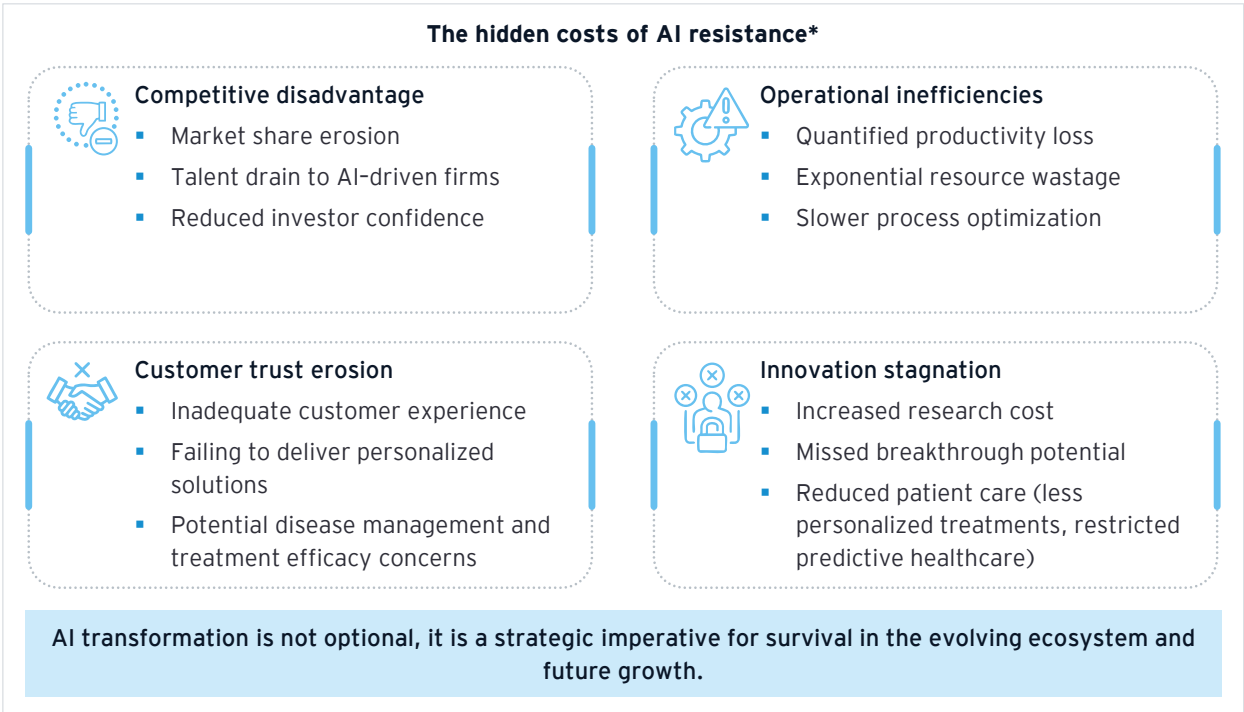 The hidden costs of AI resistance*
Competitive disadvantage
▪ Market share erosion
▪ Talent drain to AI-driven firms
▪ Reduced investor confidence
Operational inefficiencies
▪ Quantified productivity loss
▪ Exponential resource wastage
▪ Slower process optimization
Customer trust erosion
▪ Inadequate customer experience
▪ Failing to deliver personalized
solutions
▪ Potential disease management and
treatment efficacy concerns
Innovation stagnation
▪ Increased research cost
▪ Missed breakthrough potential
▪ Reduced patient care (less
personalized treatments, restricted
predictive healthcare)
AI transformation is not optional, it is a strategic imperative for survival in the evolving ecosystem and
future growth.